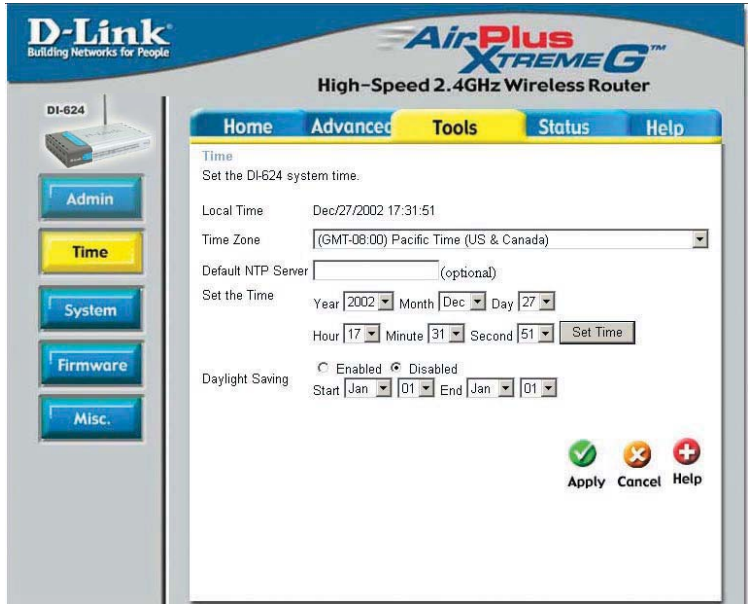 D-Link
Building Networks for People
AirPlus
XTREME G™
High-Speed 2.4GHz Wireless Router
DI-624
Home Advanced Tools Status Help
Admin
Time
System
Firmware
Misc.
Time
Set the DI-624 system time.
Local Time Dec/27/2002 17:31:51
Time Zone (GMT-08:00) Pacific Time (US & Canada)
Default NTP Server (optional)
Set the Time Year 2002 Month Dec Day 27
Hour 17 Minute 31 Second 51 Set Time
Daylight Saving Enabled Disabled
Start Jan 01 End Jan 01
Apply Cancel Help